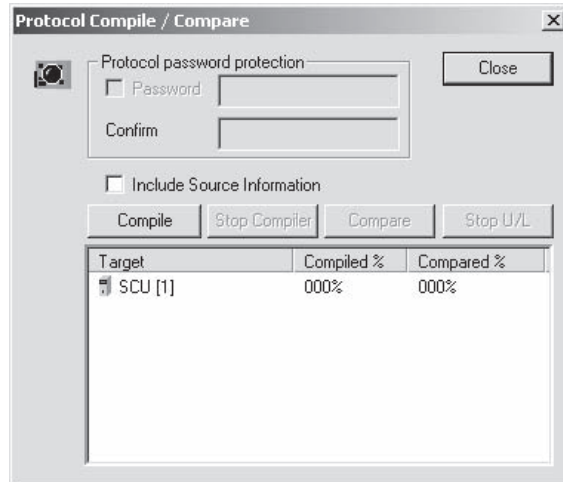 Protocol Compile / Compare
Protocol password protection
Close
Password
Confirm
Include Source Information
Compile Stop Compiler Compare Stop U/L
Target Compiled % Compared %
SCU [1] 000% 000%